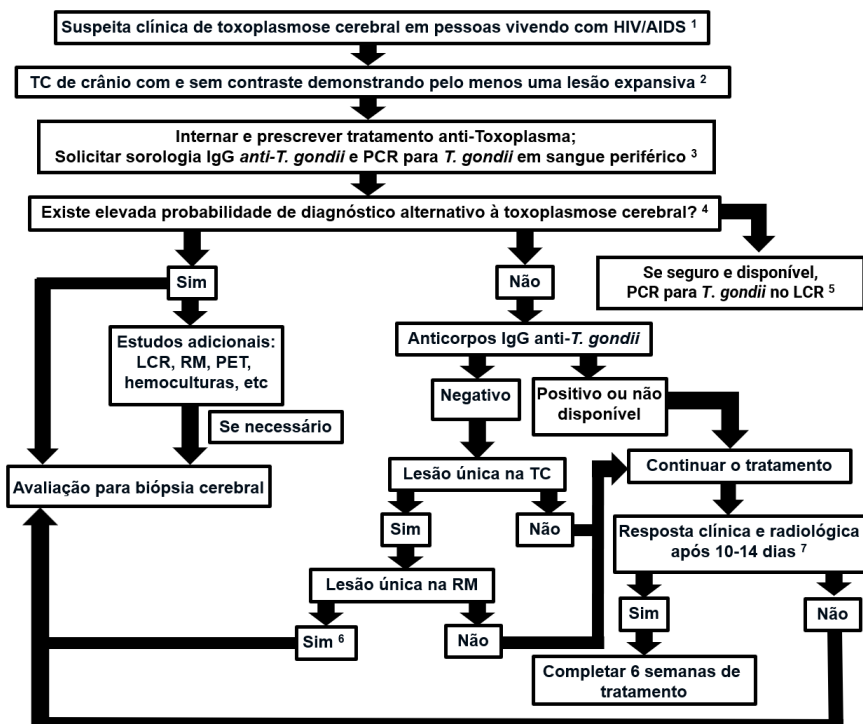 Suspeita clínica de toxoplasmose cerebral em pessoas vivendo com HIV/AIDS ¹
TC de crânio com e sem contraste demonstrando pelo menos uma lesão expansiva ²
Internar e prescrever tratamento anti-Toxoplasma;
Solicitar sorologia IgG anti-T. gondii e PCR para T. gondii em sangue periférico ³
Existe elevada probabilidade de diagnóstico alternativo à toxoplasmose cerebral? ⁴
Se seguro e disponível,
PCR para T. gondii no LCR ⁵
Sim
Não
Estudos adicionais:
LCR, RM, PET,
hemoculturas, etc
Anticorpos IgG anti-T. gondii
Negativo
Positivo ou não
disponível
Se necessário
Avaliação para biópsia cerebral
Lesão única na TC
Continuar o tratamento
Sim
Não
Resposta clínica e radiológica
após 10-14 dias ⁷
Lesão única na RM
Sim
Não
Sim ⁶
Não
Completar 6 semanas de
tratamento